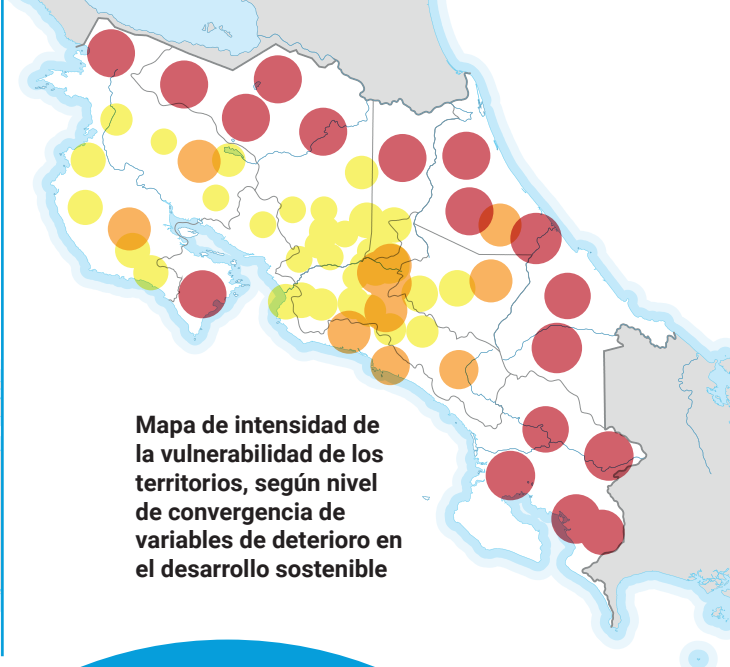 Mapa de intensidad de
la vulnerabilidad de los
territorios, según nivel
de convergencia de
variables de deterioro en
el desarrollo sostenible